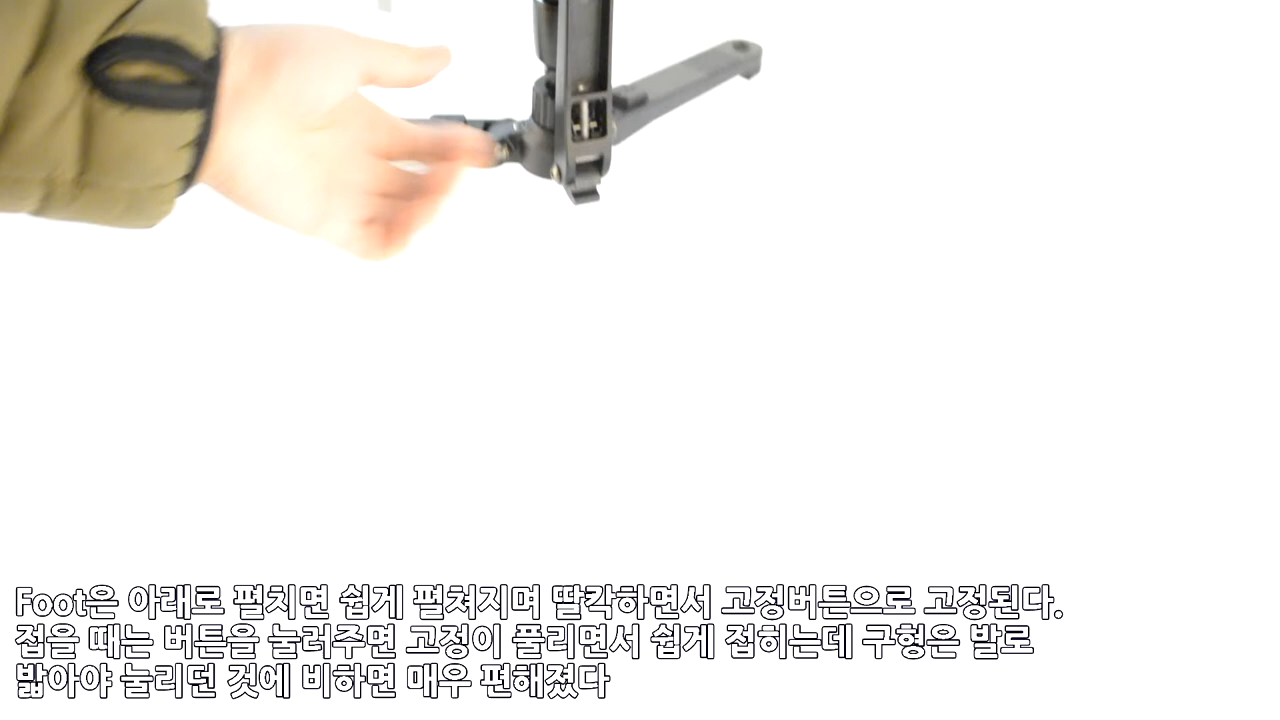 Foot은 아래로 펼치면 쉽게 펼쳐지며 딸칵하면서 고정버튼으로 고정된다.
접을 때는 버튼을 눌러주면 고정이 풀리면서 쉽게 접히는데 구형은 발로
밟아야 눌리던 것에 비하면 매우 편해졌다